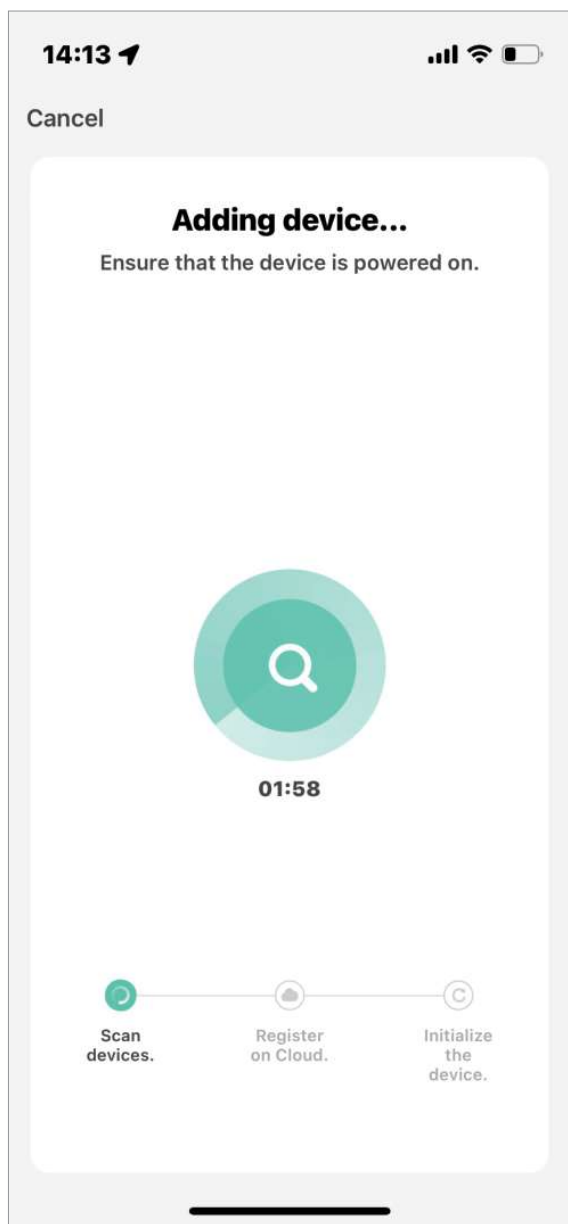 14:13
Cancel
Adding device...
Ensure that the device is powered on.
01:58
Scan
devices.
Register
on Cloud.
Initialize
the
device.